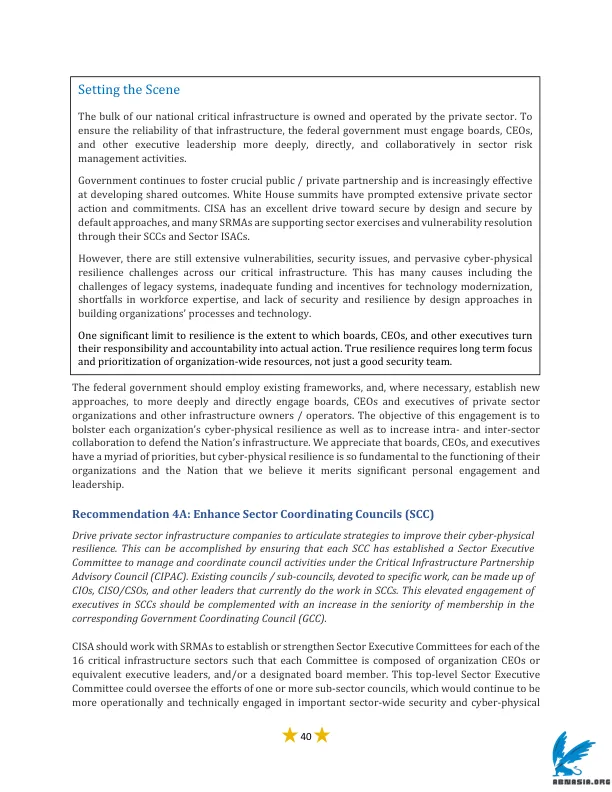 Setting the Scene
The bulk of our national critical infrastructure is owned and operated by the private sector. To
ensure the reliability of that infrastructure, the federal government must engage boards, CEOs,
and other executive leadership more deeply, directly, and collaboratively in sector risk
management activities.
Government continues to foster crucial public / private partnership and is increasingly effective
at developing shared outcomes. White House summits have prompted extensive private sector
action and commitments. CISA has an excellent drive toward secure by design and secure by
default approaches, and many SRMAs are supporting sector exercises and vulnerability resolution
through their SCCs and Sector ISACs.
However, there are still extensive vulnerabilities, security issues, and pervasive cyber-physical
resilience challenges across our critical infrastructure. This has many causes including the
challenges of legacy systems, inadequate funding and incentives for technology modernization,
shortfalls in workforce expertise, and lack of security and resilience by design approaches in
building organizations' processes and technology.
One significant limit to resilience is the extent to which boards, CEOs, and other executives turn
their responsibility and accountability into actual action. True resilience requires long term focus
and prioritization of organization-wide resources, not just a good security team.
The federal government should employ existing frameworks, and, where necessary, establish new
approaches, to more deeply and directly engage boards, CEOs and executives of private sector
organizations and other infrastructure owners / operators. The objective of this engagement is to
bolster each organization's cyber-physical resilience as well as to increase intra- and inter-sector
collaboration to defend the Nation's infrastructure. We appreciate that boards, CEOs, and executives
have a myriad of priorities, but cyber-physical resilience is so fundamental to the functioning of their
organizations and the Nation that we believe it merits significant personal engagement and
leadership.
Recommendation 4A: Enhance Sector Coordinating Councils (SCC)
Drive private sector infrastructure companies to articulate strategies to improve their cyber-physical
resilience. This can be accomplished by ensuring that each SCC has established a Sector Executive
Committee to manage and coordinate council activities under the Critical Infrastructure Partnership
Advisory Council (CIPAC). Existing councils / sub-councils, devoted to specific work, can be made up of
CIOs, CISO/CSOs, and other leaders that currently do the work in SCCs. This elevated engagement of
executives in SCCs should be complemented with an increase in the seniority of membership in the
corresponding Government Coordinating Council (GCC).
CISA should work with SRMAs to establish or strengthen Sector Executive Committees for each of the
16 critical infrastructure sectors such that each Committee is composed of organization CEOs or
equivalent executive leaders, and/or a designated board member. This top-level Sector Executive
Committee could oversee the efforts of one or more sub-sector councils, which would continue to be
more operationally and technically engaged in important sector-wide security and cyber-physical
40
ABNASIA.ORG